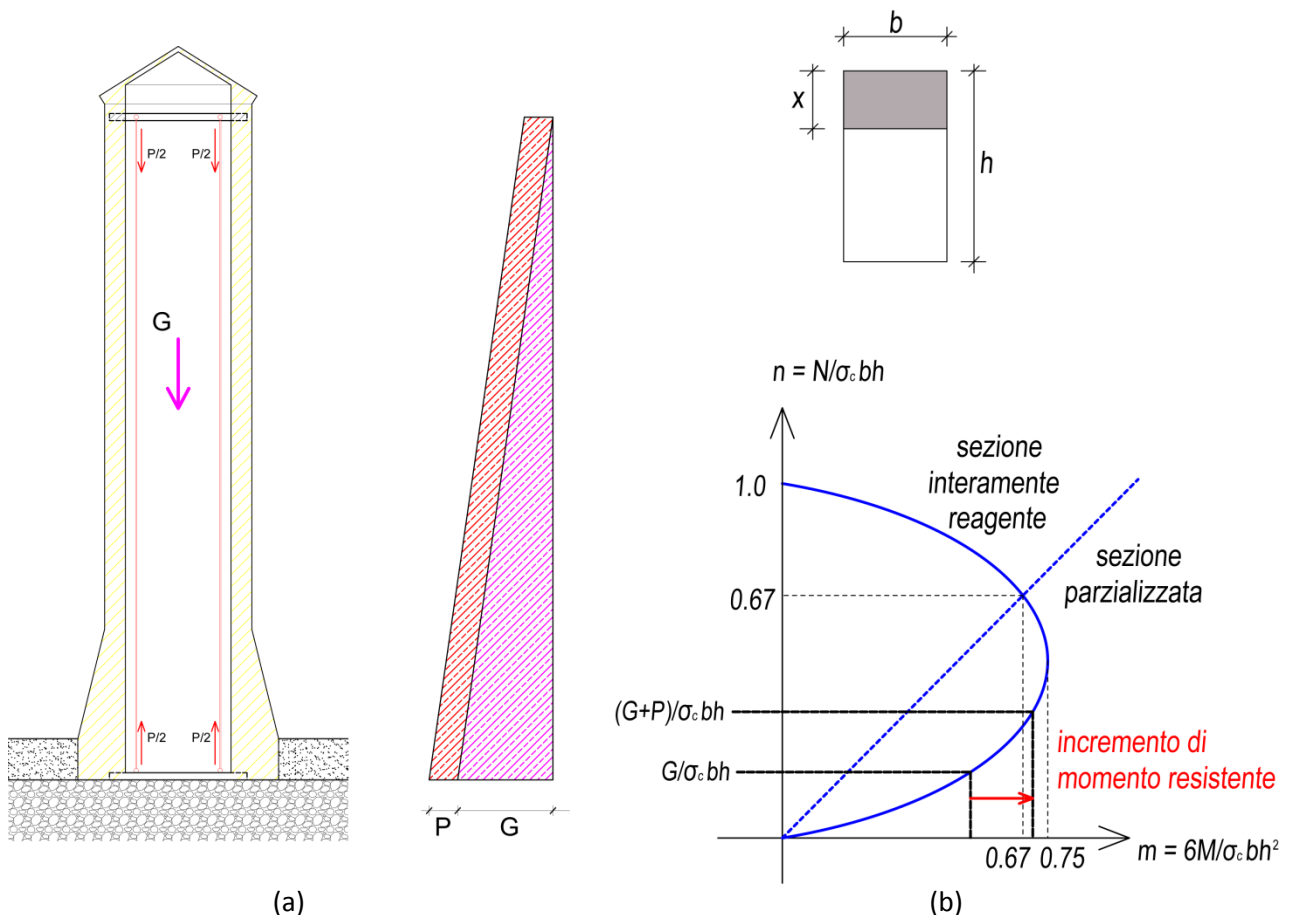 P/2
P/2
G
P/2
P/2
P
G
(a)
b
x
h
n = N/σc bh
sezione
interamente
reagente
1.0
sezione
parzializzata
0.67
(G+P)/σc bh
incremento di
momento resistente
G/σc bh
0.67
0.75
m = 6M/σc bh²
(b)